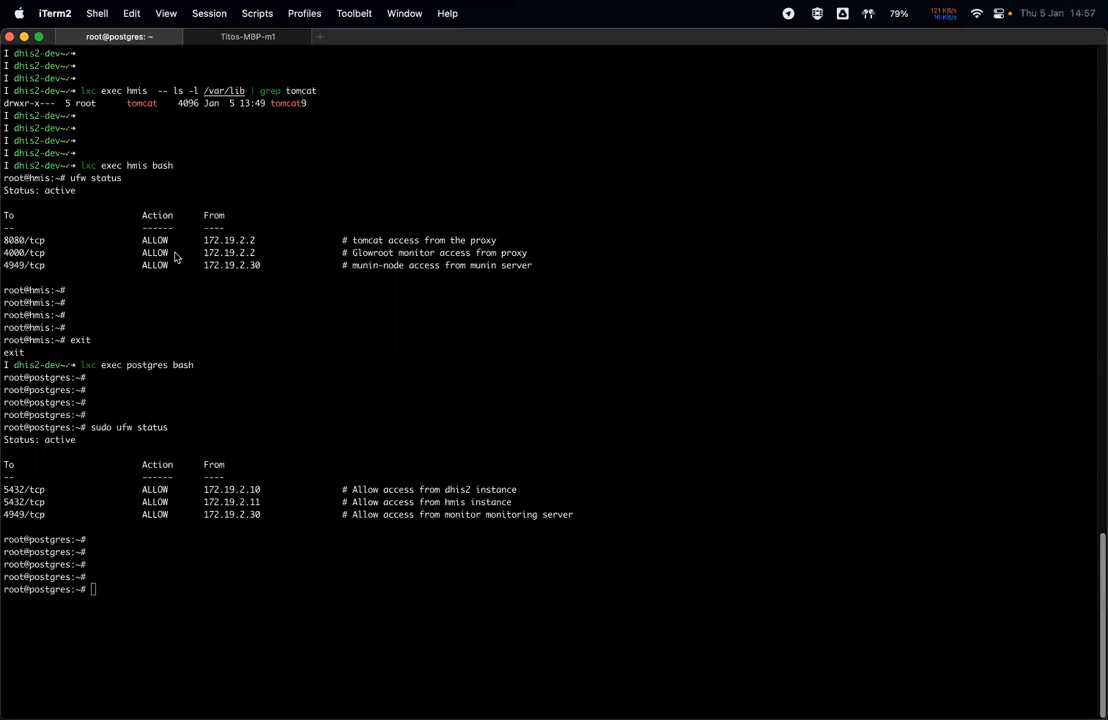 iTerm2 Shell Edit View Session Scripts Profiles Toolbelt Window Help 79% 121 KB/s 16 KB/s Thu 5 Jan 14:57
root@postgres: ~ Titos-MBP-m1 +
I dhis2-dev~✓➜
I dhis2-dev~✓➜
I dhis2-dev~✓➜
I dhis2-dev~✓➜ lxc exec hmis -- ls -l /var/lib | grep tomcat
drwxr-x--- 5 root tomcat 4096 Jan 5 13:49 tomcat9
I dhis2-dev~✓➜
I dhis2-dev~✓➜
I dhis2-dev~✓➜
I dhis2-dev~✓➜
I dhis2-dev~✓➜ lxc exec hmis bash
root@hmis:~# ufw status
Status: active
To Action From
-- ------ ----
8080/tcp ALLOW 172.19.2.2 # tomcat access from the proxy
4000/tcp ALLOW 172.19.2.2 # Glowroot monitor access from proxy
4949/tcp ALLOW 172.19.2.30 # munin-node access from munin server
root@hmis:~#
root@hmis:~#
root@hmis:~#
root@hmis:~#
root@hmis:~# exit
exit
I dhis2-dev~✓➜ lxc exec postgres bash
root@postgres:~#
root@postgres:~#
root@postgres:~#
root@postgres:~#
root@postgres:~# sudo ufw status
Status: active
To Action From
-- ------ ----
5432/tcp ALLOW 172.19.2.10 # Allow access from dhis2 instance
5432/tcp ALLOW 172.19.2.11 # Allow access from hmis instance
4949/tcp ALLOW 172.19.2.30 # Allow access from monitor monitoring server
root@postgres:~#
root@postgres:~#
root@postgres:~#
root@postgres:~#
root@postgres:~#